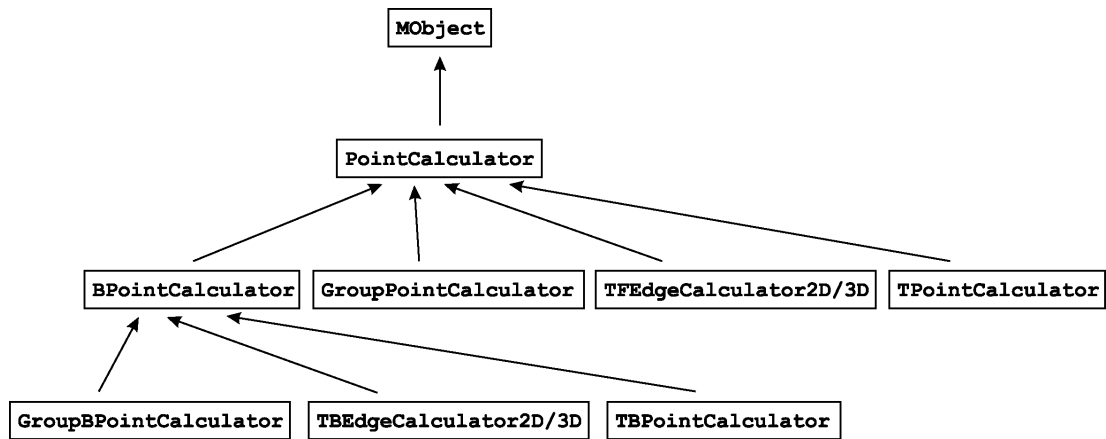 MObject
PointCalculator
BPointCalculator
GroupPointCalculator
TFEdgeCalculator2D/3D
TPointCalculator
GroupBPointCalculator
TBEdgeCalculator2D/3D
TBPointCalculator